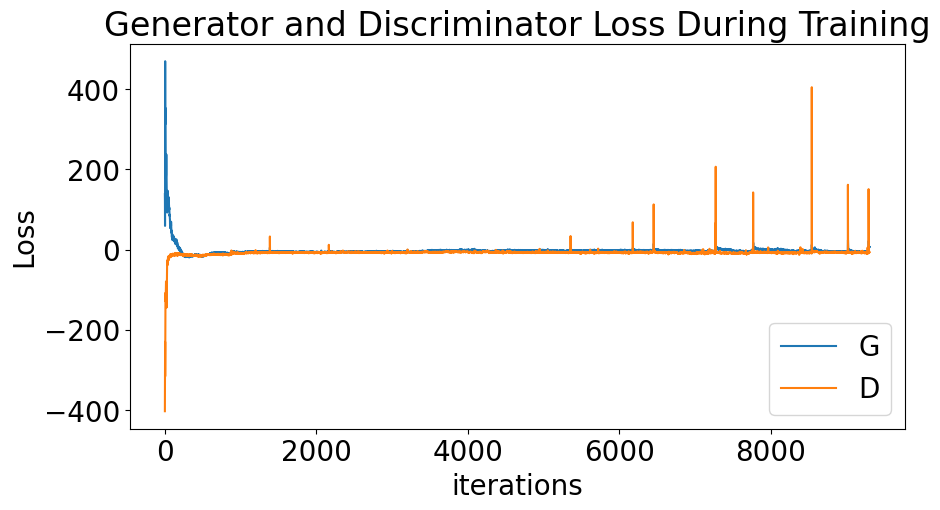 Generator and Discriminator Loss During Training
400
200
0
−200
−400
Loss
0 2000 4000 6000 8000
iterations
G
D